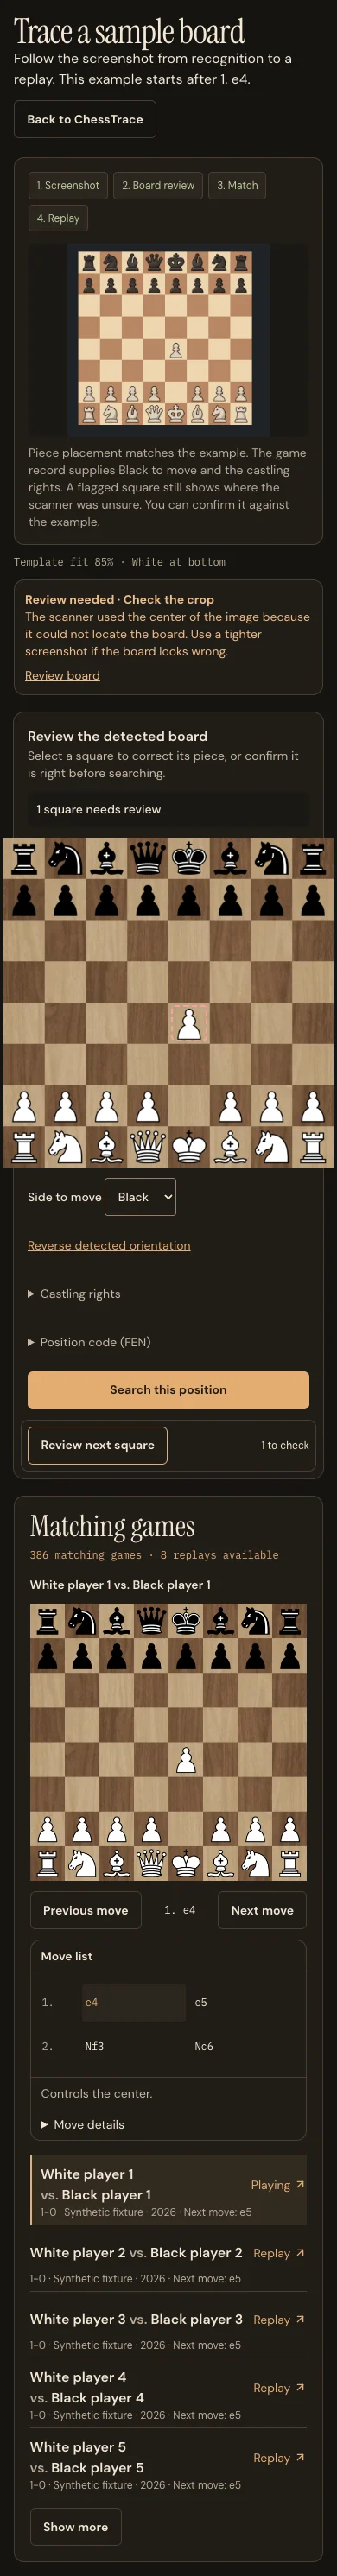 Trace a sample board
Follow the screenshot from recognition to a
replay. This example starts after 1. e4.
Back to ChessTrace
1. Screenshot
2. Board review
3. Match
4. Replay
Piece placement matches the example. The game
record supplies Black to move and the castling
rights. A flagged square still shows where the
scanner was unsure. You can confirm it against
the example.
Template fit 85% · White at bottom
Review needed · Check the crop
The scanner used the center of the image because
it could not locate the board. Use a tighter
screenshot if the board looks wrong.
Review board
Review the detected board
Select a square to correct its piece, or confirm it
is right before searching.
1 square needs review
Side to move Black
Reverse detected orientation
Castling rights
Position code (FEN)
Search this position
Review next square
1 to check
Matching games
386 matching games · 8 replays available
White player 1 vs. Black player 1
Previous move
1. e4
Next move
Move list
1. e4 e5
2. Nf3 Nc6
Controls the center.
Move details
White player 1
vs. Black player 1
Playing ↗
1-0 · Synthetic fixture · 2026 · Next move: e5
White player 2 vs. Black player 2 Replay ↗
1-0 · Synthetic fixture · 2026 · Next move: e5
White player 3 vs. Black player 3 Replay ↗
1-0 · Synthetic fixture · 2026 · Next move: e5
White player 4
vs. Black player 4
Replay ↗
1-0 · Synthetic fixture · 2026 · Next move: e5
White player 5
vs. Black player 5
Replay ↗
1-0 · Synthetic fixture · 2026 · Next move: e5
Show more